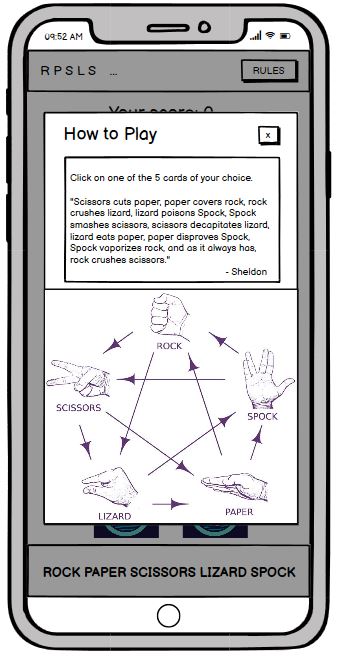 09:52 AM
R P S L S ...
RULES
Your score: 0
How to Play
x
Click on one of the 5 cards of your choice.
"Scissors cuts paper, paper covers rock, rock
crushes lizard, lizard poisons Spock, Spock
smashes scissors, scissors decapitates lizard,
lizard eats paper, paper disproves Spock,
Spock vaporizes rock, and as it always has,
rock crushes scissors."
- Sheldon
ROCK
SCISSORS
SPOCK
LIZARD
PAPER
ROCK PAPER SCISSORS LIZARD SPOCK